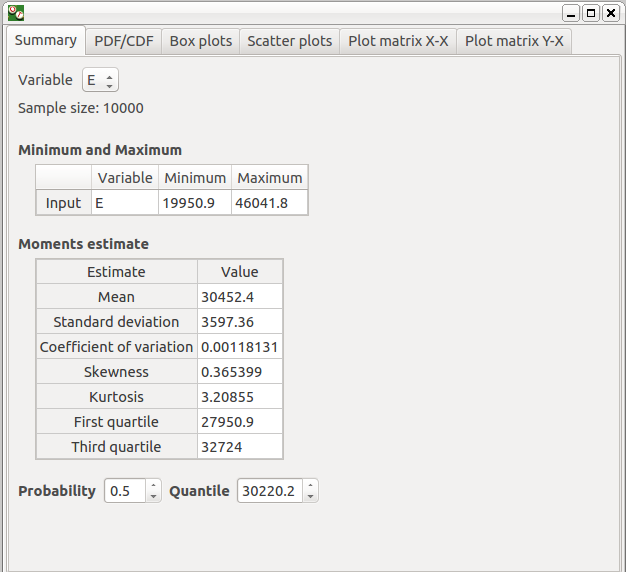 Summary PDF/CDF Box plots Scatter plots Plot matrix X-X Plot matrix Y-X
Variable E
Sample size: 10000
Minimum and Maximum
Variable Minimum Maximum
Input E 19950.9 46041.8
Moments estimate
Estimate Value
Mean 30452.4
Standard deviation 3597.36
Coefficient of variation 0.00118131
Skewness 0.365399
Kurtosis 3.20855
First quartile 27950.9
Third quartile 32724
Probability 0.5 Quantile 30220.2